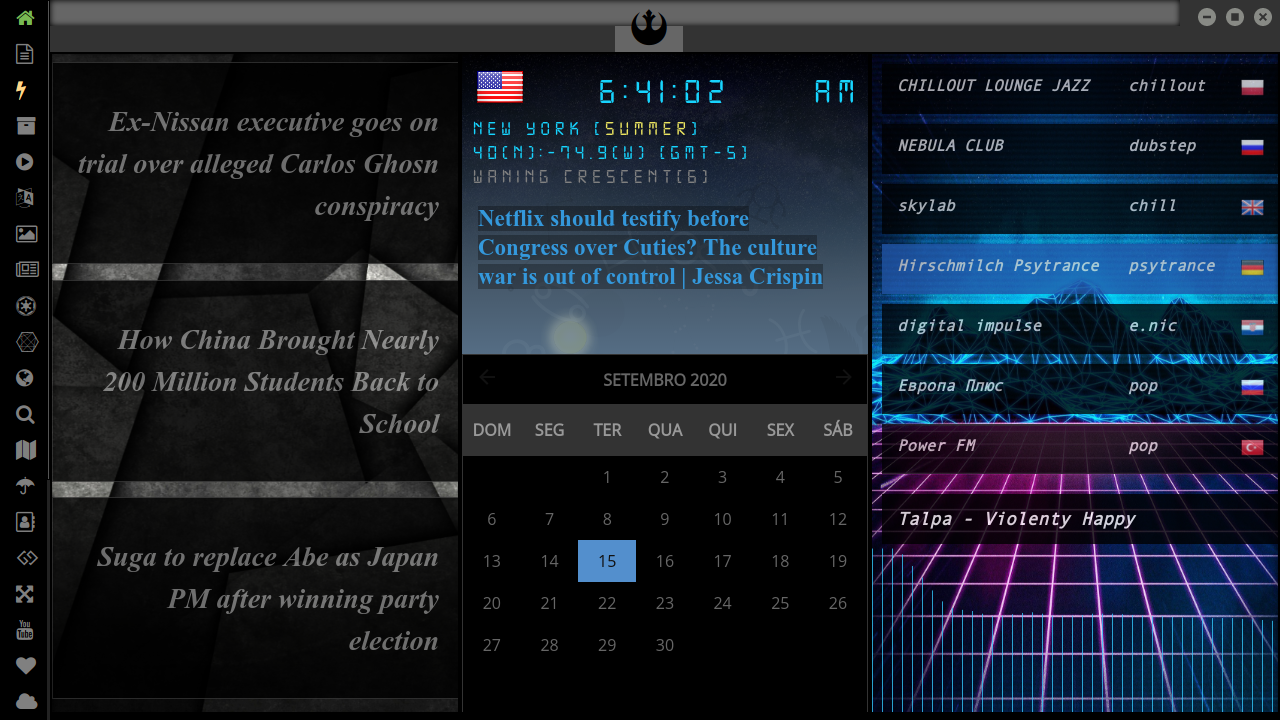 Ex-Nissan executive goes on
trial over alleged Carlos Ghosn
conspiracy
How China Brought Nearly
200 Million Students Back to
School
Suga to replace Abe as Japan
PM after winning party
election
6:41:02 AM
NEW YORK (SUMMER)
40(N):-74.9(W) (GMT-5)
WANING CRESCENT(6)
Netflix should testify before
Congress over Cuties? The culture
war is out of control | Jessa Crispin
SETEMBRO 2020
DOM SEG TER QUA QUI SEX SÁB
1 2 3 4 5
6 7 8 9 10 11 12
13 14 15 16 17 18 19
20 21 22 23 24 25 26
27 28 29 30
CHILLOUT LOUNGE JAZZ chillout
NEBULA CLUB dubstep
skylab chill
Hirschmilch Psytrance psytrance
digital impulse e.nic
Европа Плюс pop
Power FM pop
Talpa - Violenty Happy
You
Tube